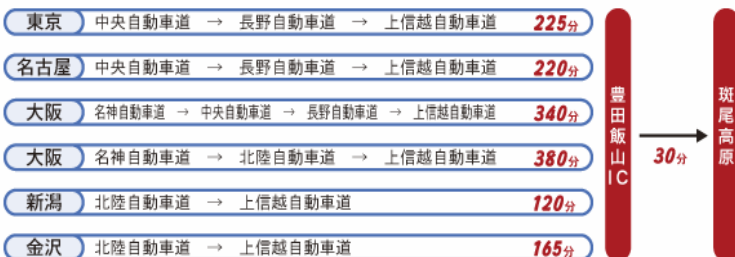 東京 中央自動車道 → 長野自動車道 → 上信越自動車道 225分
名古屋 中央自動車道 → 長野自動車道 → 上信越自動車道 220分
大阪 名神自動車道 → 中央自動車道 → 長野自動車道 → 上信越自動車道 340分
大阪 名神自動車道 → 北陸自動車道 → 上信越自動車道 380分
新潟 北陸自動車道 → 上信越自動車道 120分
金沢 北陸自動車道 → 上信越自動車道 165分
豊田飯山IC
30分
斑尾高原